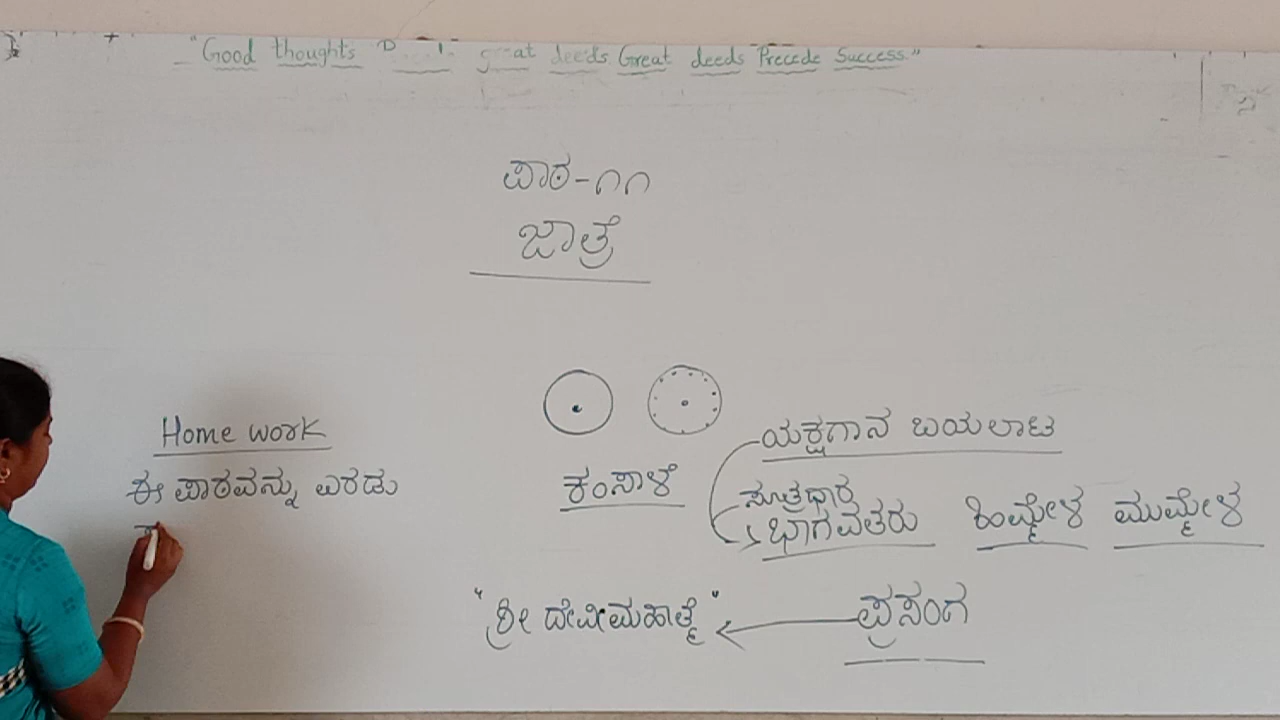 "Good thoughts great deeds Great deeds Precede Success."
ಪಾಠ-೧೧
ಜಾತ್ರೆ
Home work
ಈ ಪಾಠವನ್ನು ಎರಡು
ಕಂಸಾಳೆ
ಯಕ್ಷಗಾನ ಬಯಲಾಟ
ಸೂತ್ರಧಾರ
ಭಾಗವತರು ಹಿಮ್ಮೇಳ ಮುಮ್ಮೇಳ
"ಶ್ರೀ ದೇವೀಮಹಾತ್ಮೆ" ಪ್ರಸಂಗ